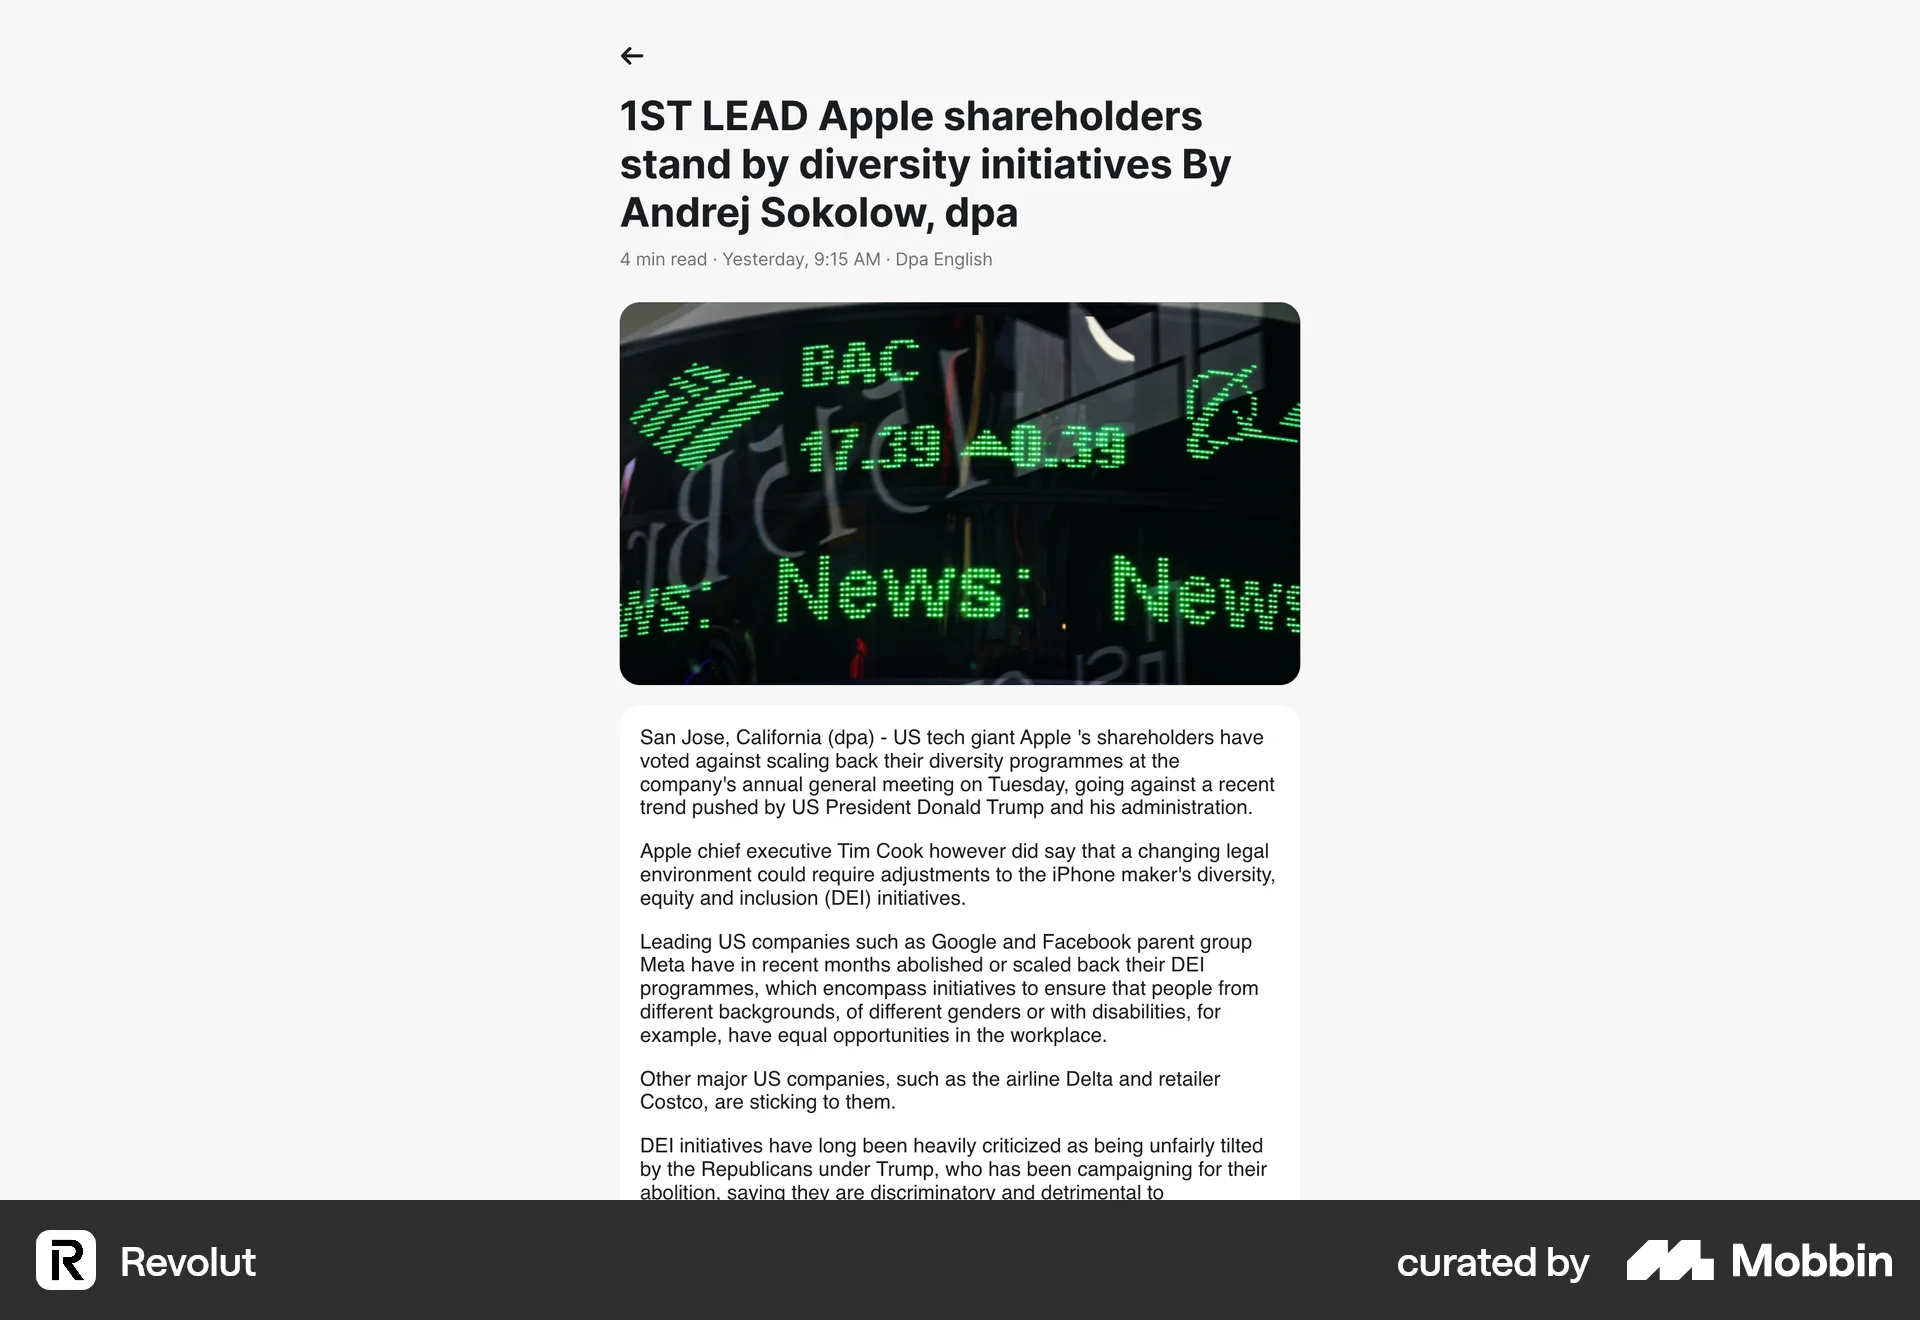 1ST LEAD Apple shareholders
stand by diversity initiatives By
Andrej Sokolow, dpa
4 min read · Yesterday, 9:15 AM · Dpa English
BAC
17.39 ▲0.39
ws: News: News
San Jose, California (dpa) - US tech giant Apple 's shareholders have
voted against scaling back their diversity programmes at the
company's annual general meeting on Tuesday, going against a recent
trend pushed by US President Donald Trump and his administration.
Apple chief executive Tim Cook however did say that a changing legal
environment could require adjustments to the iPhone maker's diversity,
equity and inclusion (DEI) initiatives.
Leading US companies such as Google and Facebook parent group
Meta have in recent months abolished or scaled back their DEI
programmes, which encompass initiatives to ensure that people from
different backgrounds, of different genders or with disabilities, for
example, have equal opportunities in the workplace.
Other major US companies, such as the airline Delta and retailer
Costco, are sticking to them.
DEI initiatives have long been heavily criticized as being unfairly tilted
by the Republicans under Trump, who has been campaigning for their
abolition, saying they are discriminatory and detrimental to
Revolut
curated by Mobbin